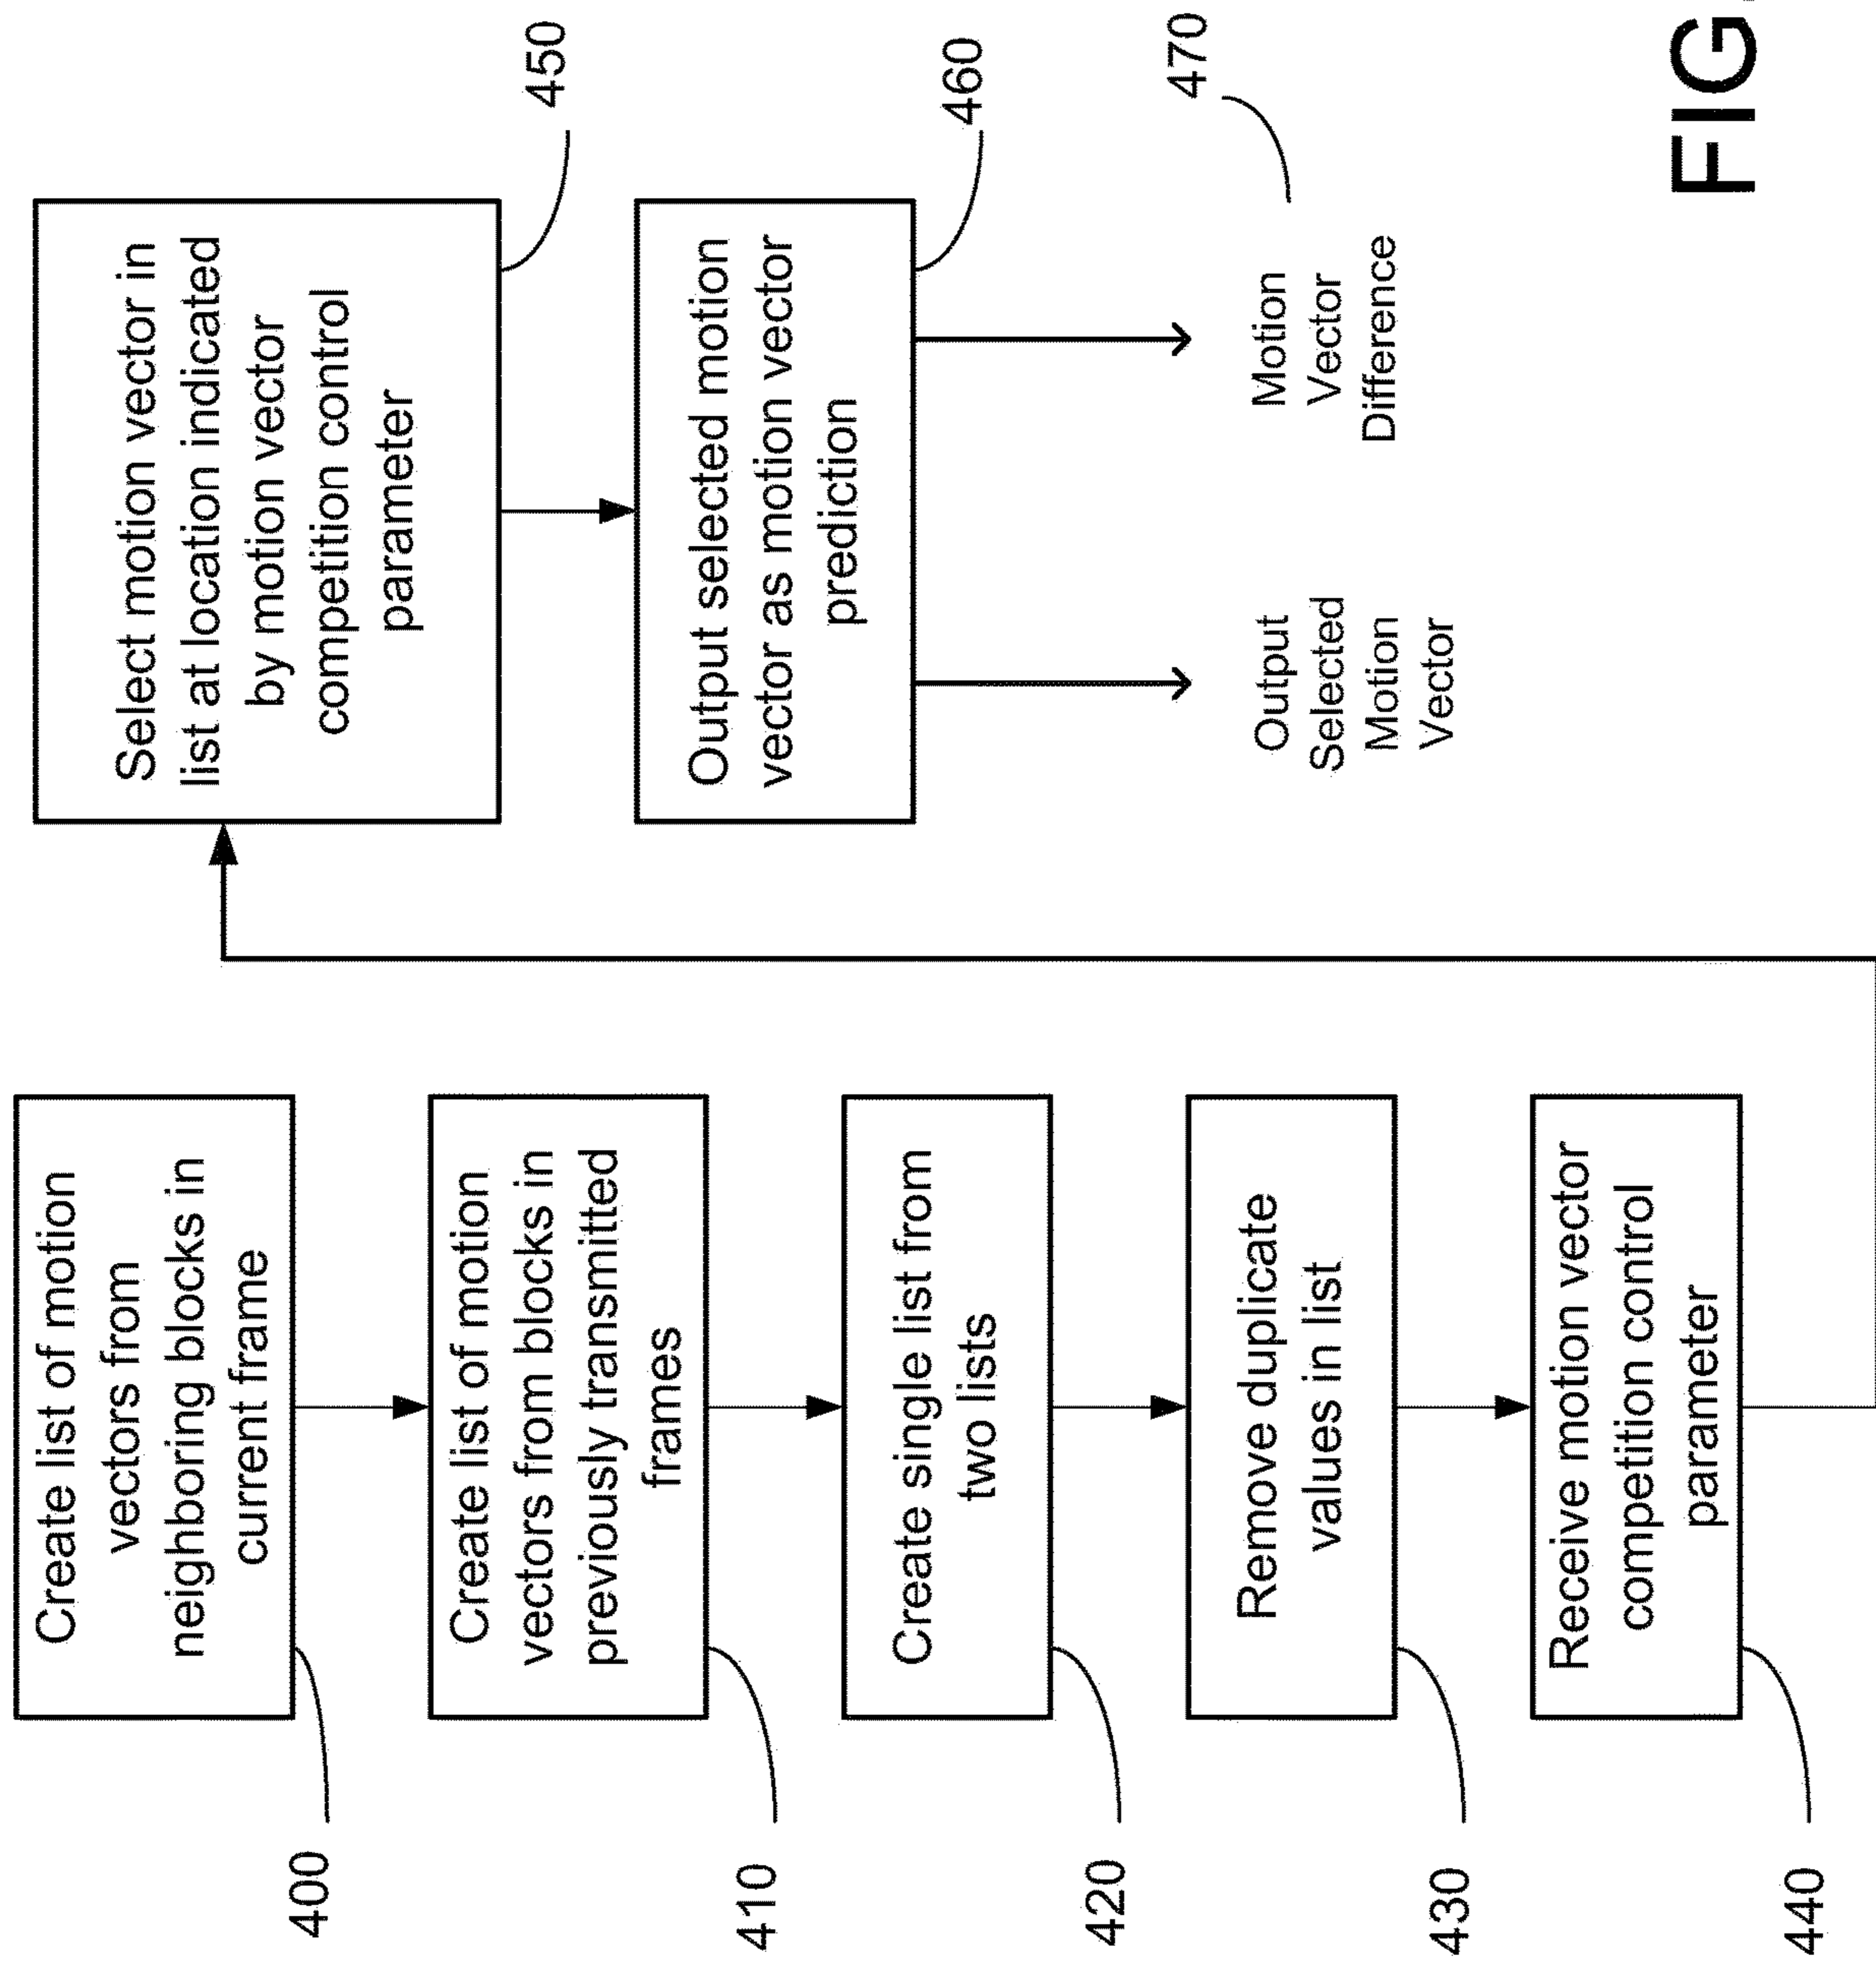 Create list of motion
vectors from
neighboring blocks in
current frame
400
Create list of motion
vectors from blocks in
previously transmitted
frames
410
Create single list from
two lists
420
Remove duplicate
values in list
430
Receive motion vector
competition control
parameter
440
Select motion vector in
list at location indicated
by motion vector
competition control
parameter
450
Output selected motion
vector as motion vector
prediction
460
Output
Selected
Motion
Vector
Motion
Vector
Difference
470
FIG.